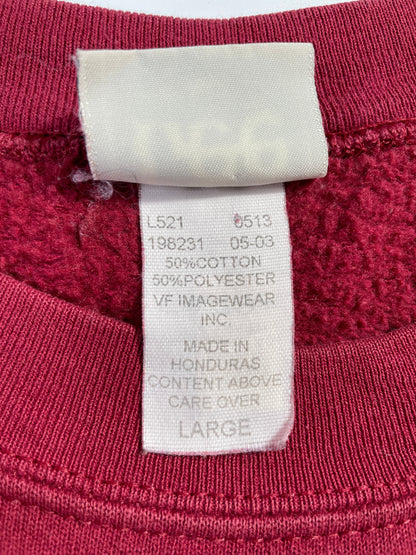 L521 0513
198231 05-03
50%COTTON
50%POLYESTER
VF IMAGEWEAR
INC.
MADE IN
HONDURAS
CONTENT ABOVE
CARE OVER
LARGE